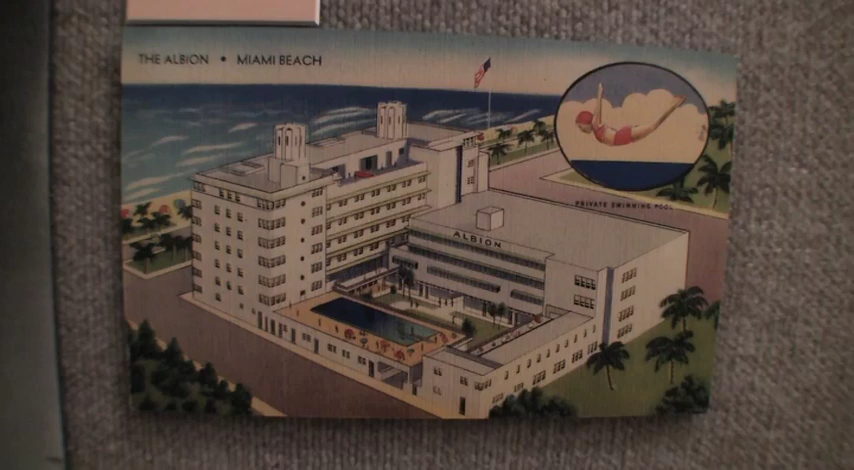 THE ALBION • MIAMI BEACH
PRIVATE SWIMMING POOL
ALBION